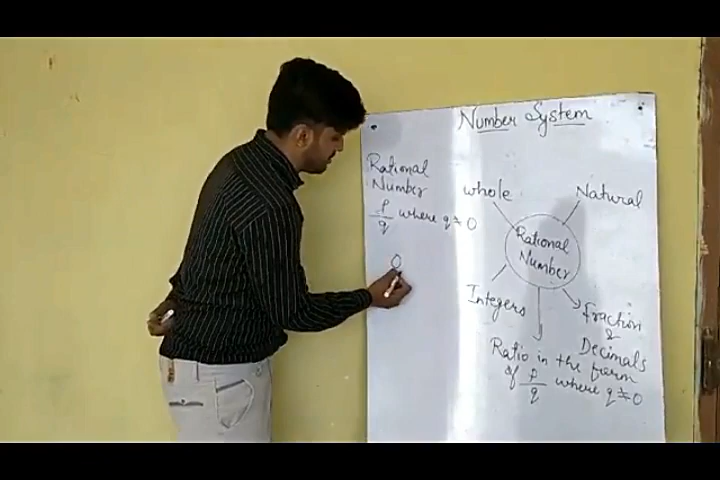 Number System
Rational
Number
p/q where q ≠ 0
0
whole
Natural
Rational
Number
Integers
fraction
&
Decimals
Ratio in the form
of p/q where q ≠ 0